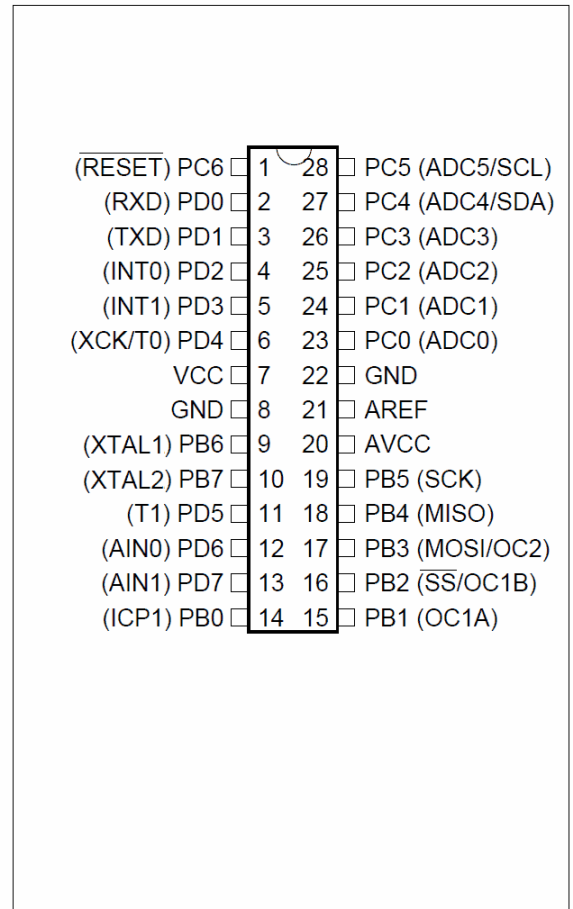 (RESET) PC6 1 28 PC5 (ADC5/SCL)
(RXD) PD0 2 27 PC4 (ADC4/SDA)
(TXD) PD1 3 26 PC3 (ADC3)
(INT0) PD2 4 25 PC2 (ADC2)
(INT1) PD3 5 24 PC1 (ADC1)
(XCK/T0) PD4 6 23 PC0 (ADC0)
VCC 7 22 GND
GND 8 21 AREF
(XTAL1) PB6 9 20 AVCC
(XTAL2) PB7 10 19 PB5 (SCK)
(T1) PD5 11 18 PB4 (MISO)
(AIN0) PD6 12 17 PB3 (MOSI/OC2)
(AIN1) PD7 13 16 PB2 (SS/OC1B)
(ICP1) PB0 14 15 PB1 (OC1A)